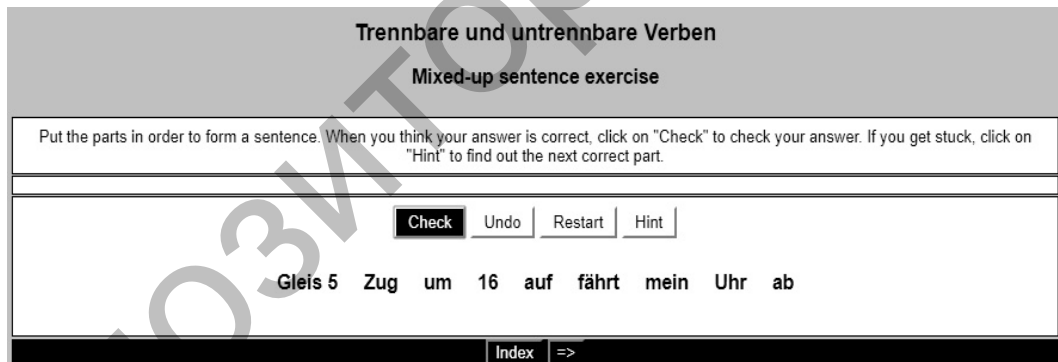 Trennbare und untrennbare Verben
Mixed-up sentence exercise
Put the parts in order to form a sentence. When you think your answer is correct, click on "Check" to check your answer. If you get stuck, click on
"Hint" to find out the next correct part.
Check Undo Restart Hint
Gleis 5 Zug um 16 auf fährt mein Uhr ab
Index =>